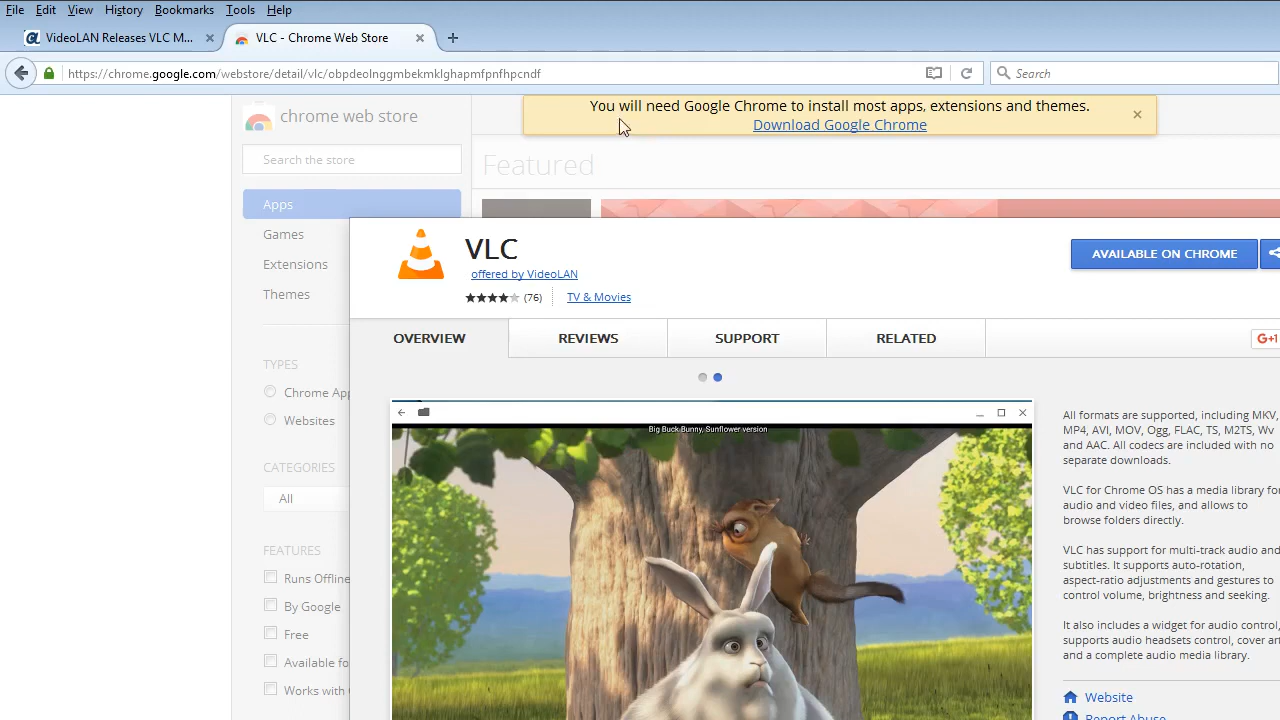 File Edit View History Bookmarks Tools Help
VideoLAN Releases VLC M... × VLC - Chrome Web Store × +
https://chrome.google.com/webstore/detail/vlc/obpdeolnggmbekmklghapmfpnfhpcndf
Search
You will need Google Chrome to install most apps, extensions and themes.
Download Google Chrome
chrome web store
Search the store
Featured
Apps
Games
Extensions
Themes
TYPES
Chrome App
Websites
CATEGORIES
All
FEATURES
Runs Offline
By Google
Free
Available fo
Works with
VLC
offered by VideoLAN
(76)
TV & Movies
AVAILABLE ON CHROME
OVERVIEW REVIEWS SUPPORT RELATED
G+1
Big Buck Bunny, Sunflower version
All formats are supported, including MKV,
MP4, AVI, MOV, Ogg, FLAC, TS, M2TS, Wv
and AAC. All codecs are included with no
separate downloads.
VLC for Chrome OS has a media library for
audio and video files, and allows to
browse folders directly.
VLC has support for multi-track audio and
subtitles. It supports auto-rotation,
aspect-ratio adjustments and gestures to
control volume, brightness and seeking.
It also includes a widget for audio control,
supports audio headsets control, cover art
and a complete audio media library.
Website
Report Abuse